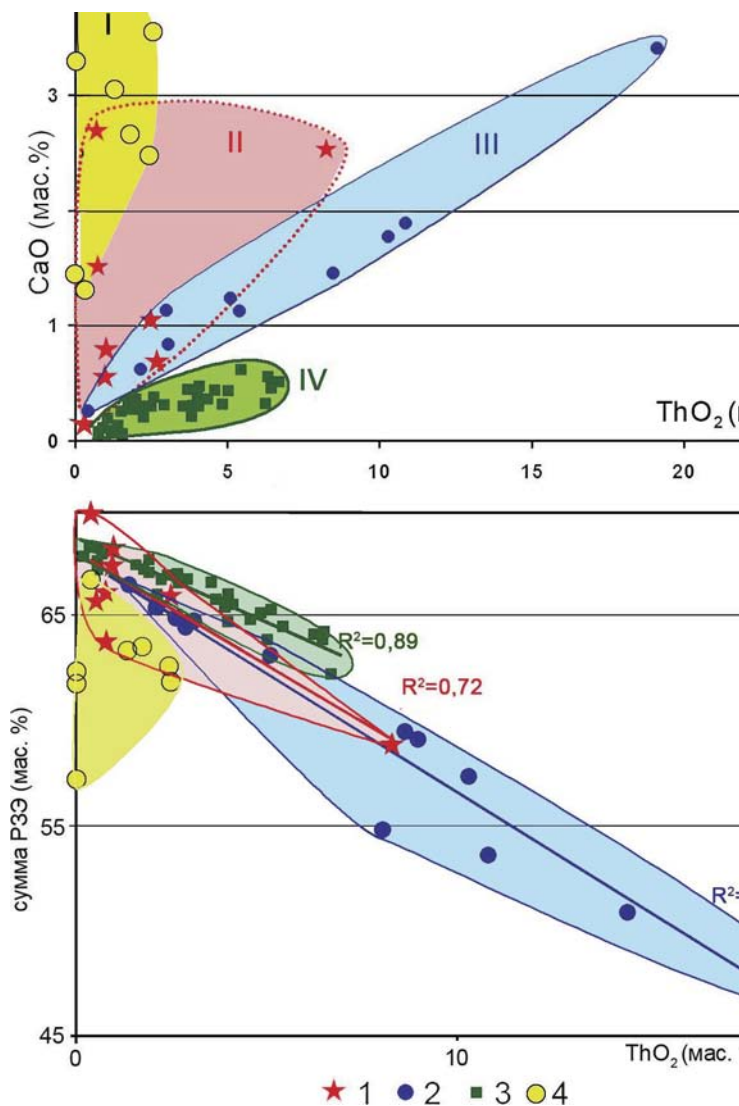 I
3
II
III
CaO (мас.%)
1
IV
ThO₂ (
0
0 5 10 15 20
65
R²=0,89
R²=0,72
сумма РЗЭ (мас. %)
55
R²=
45
0 10 ThO₂ (мас.
1 2 3 4